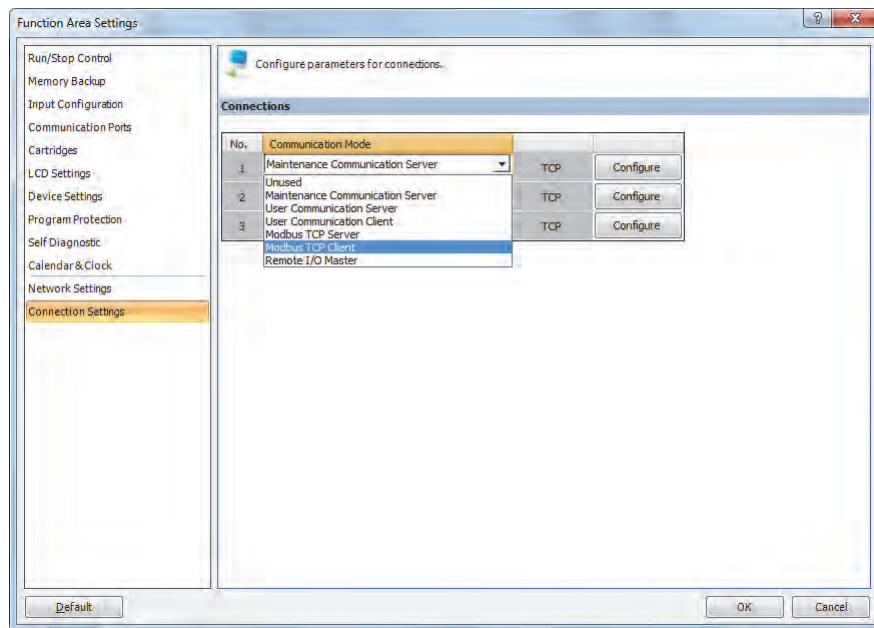 Function Area Settings
Run/Stop Control
Memory Backup
Input Configuration
Communication Ports
Cartridges
LCD Settings
Device Settings
Program Protection
Self Diagnostic
Calendar & Clock
Network Settings
Connection Settings
Configure parameters for connections.
Connections
No. Communication Mode
1 Maintenance Communication Server TCP Configure
2 TCP Configure
3 TCP Configure
Unused
Maintenance Communication Server
User Communication Server
User Communication Client
Modbus TCP Server
Modbus TCP Client
Remote I/O Master
Default
OK
Cancel